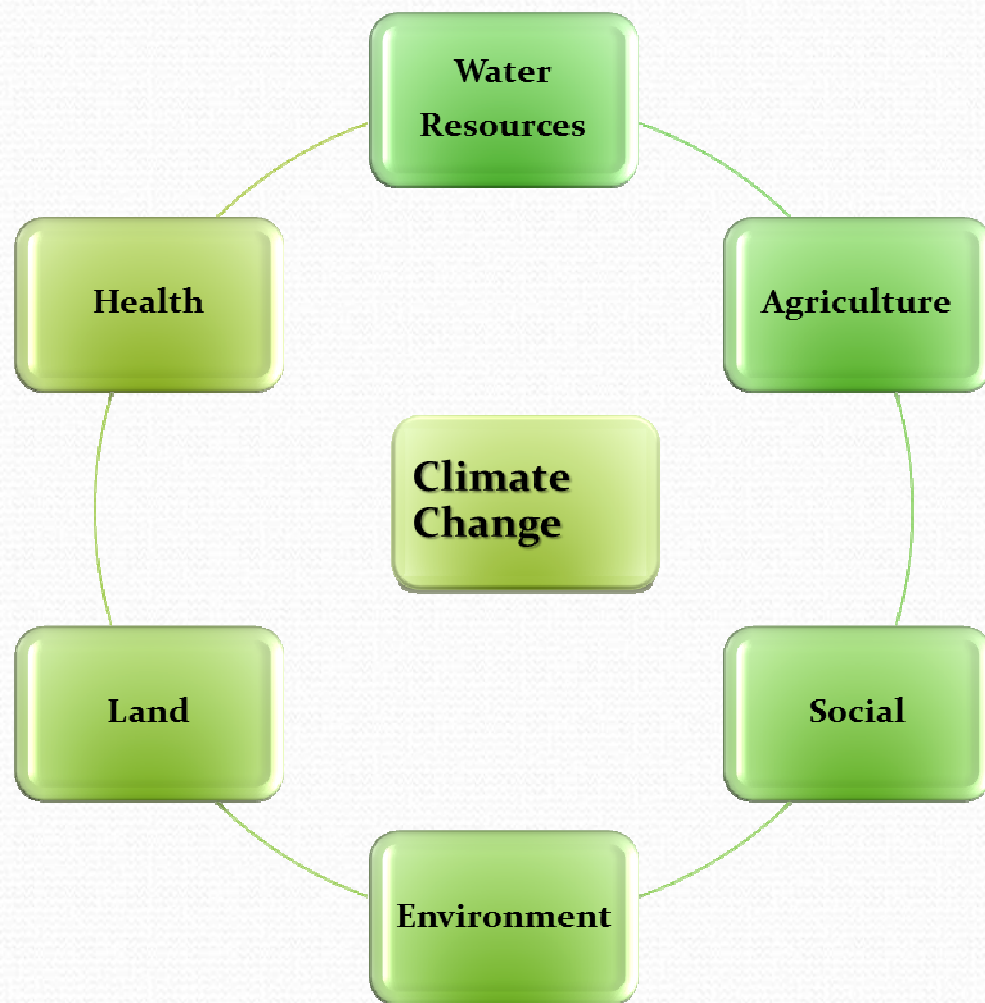 Water
Resources
Health
Agriculture
Climate
Change
Land
Social
Environment